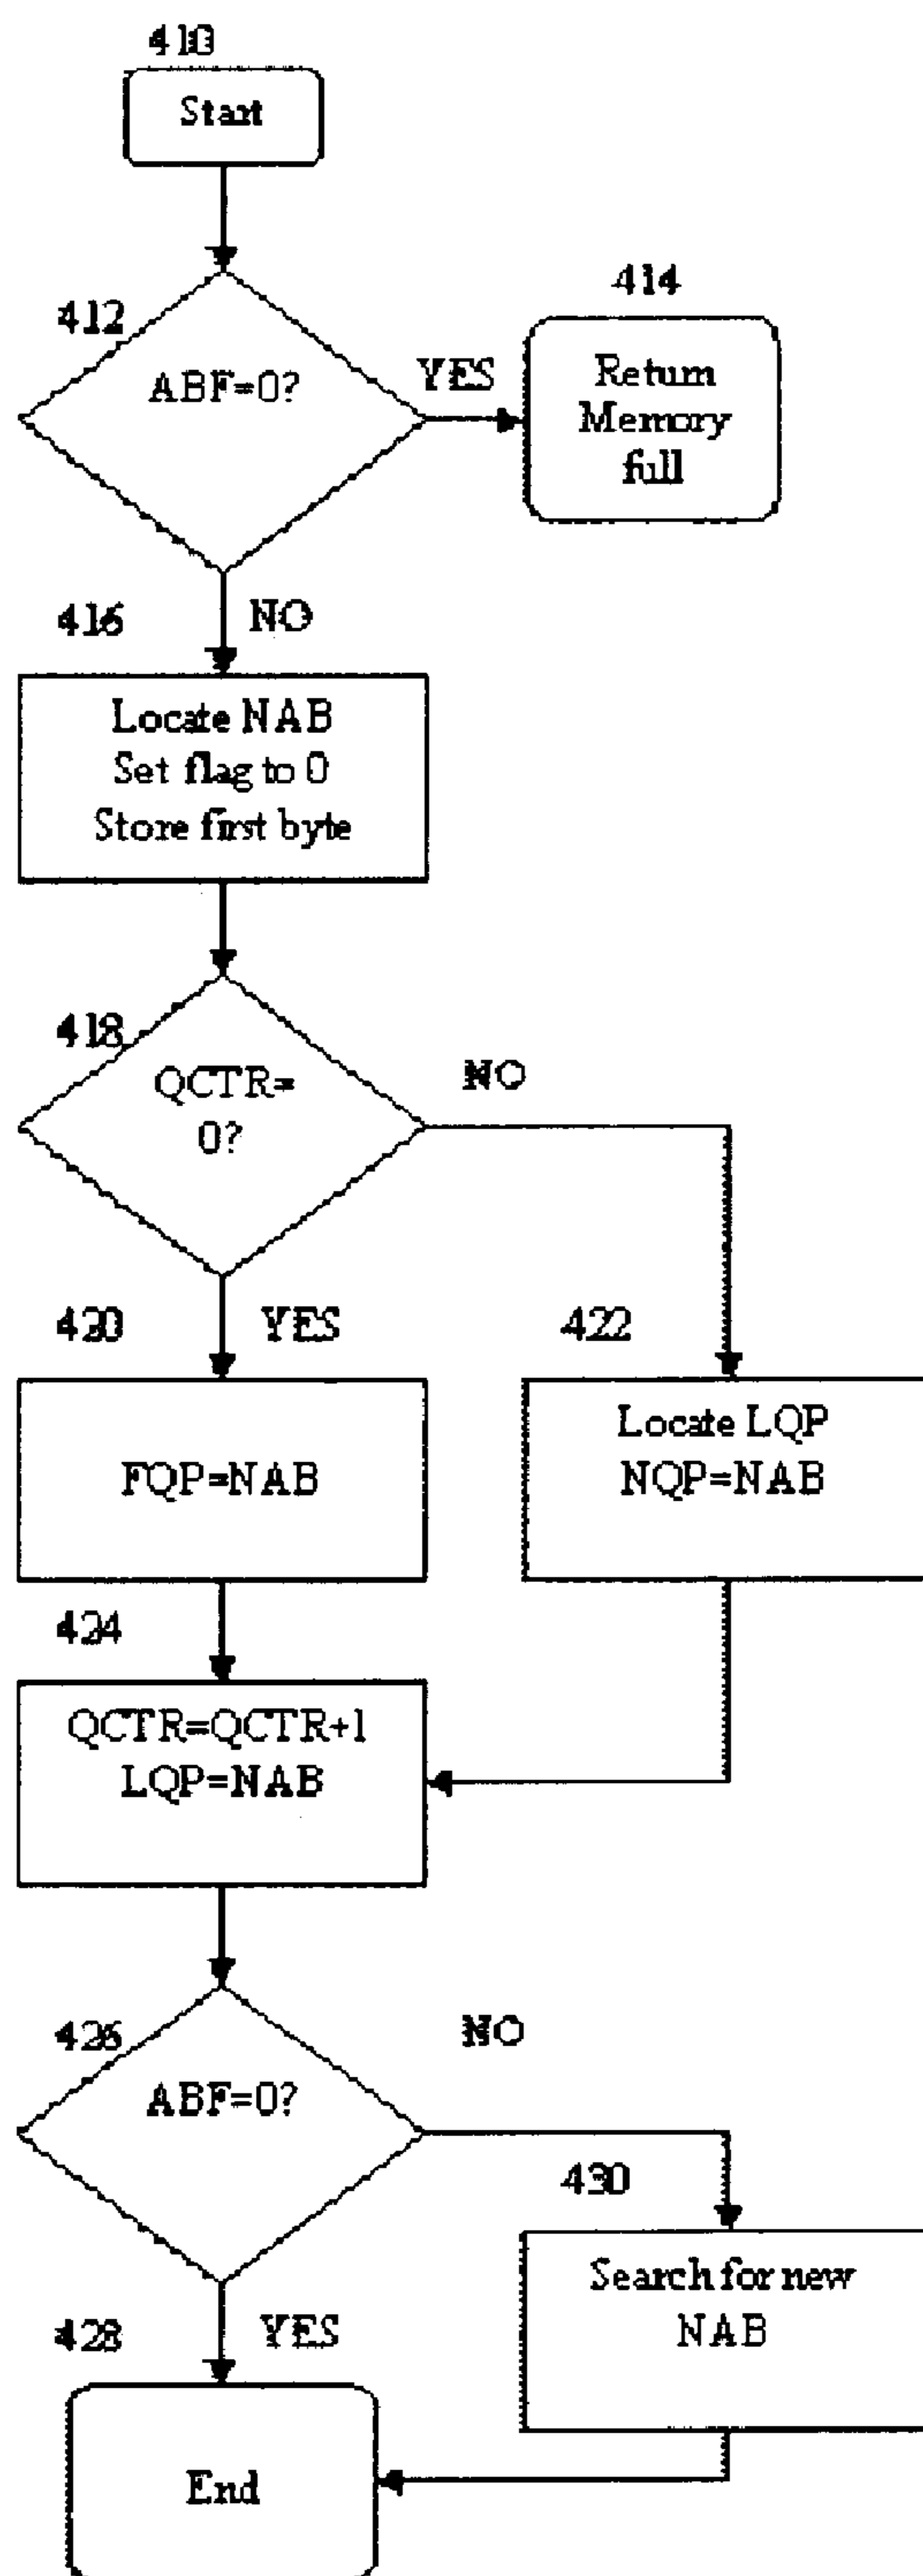 410
Start
412
ABF=0?
YES
414
Return
Memory
full
416
NO
Locate NAB
Set flag to 0
Store first byte
418
QCTR=
0?
NO
420
YES
422
FQP=NAB
Locate LQP
NQP=NAB
424
QCTR=QCTR+1
LQP=NAB
426
ABF=0?
NO
430
Search for new
NAB
428
YES
End